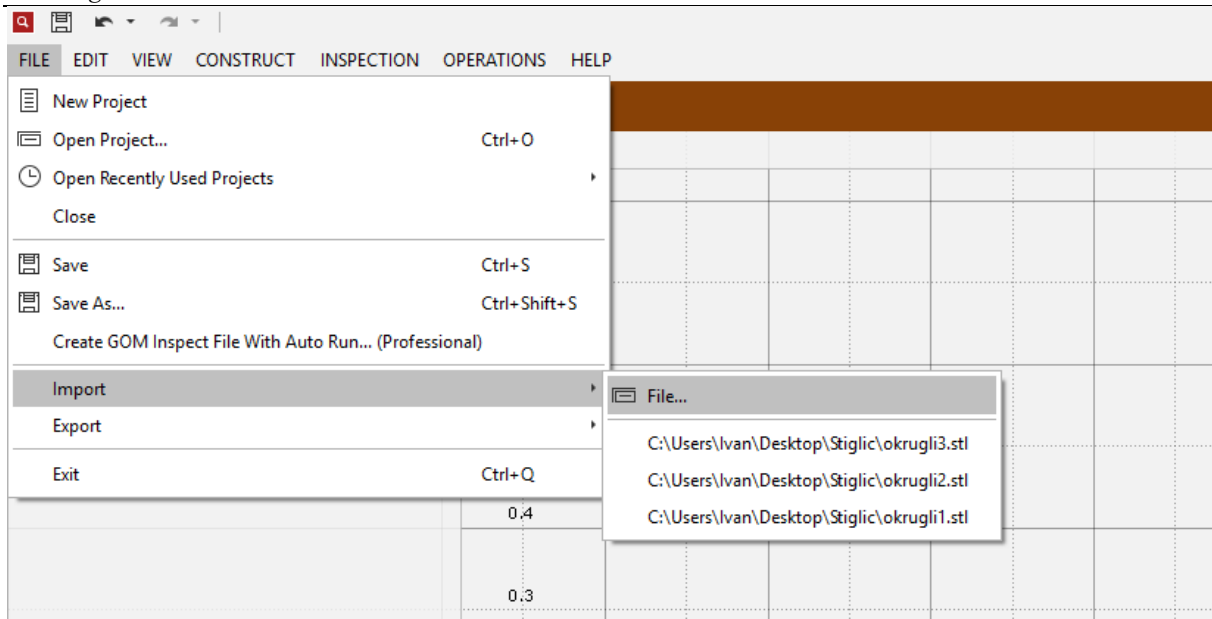 FILE EDIT VIEW CONSTRUCT INSPECTION OPERATIONS HELP
New Project
Open Project... Ctrl+O
Open Recently Used Projects
Close
Save Ctrl+S
Save As... Ctrl+Shift+S
Create GOM Inspect File With Auto Run... (Professional)
Import
Export
Exit Ctrl+Q
File...
C:\Users\Ivan\Desktop\Stiglic\okrugli3.stl
C:\Users\Ivan\Desktop\Stiglic\okrugli2.stl
C:\Users\Ivan\Desktop\Stiglic\okrugli1.stl
0.4
0.3